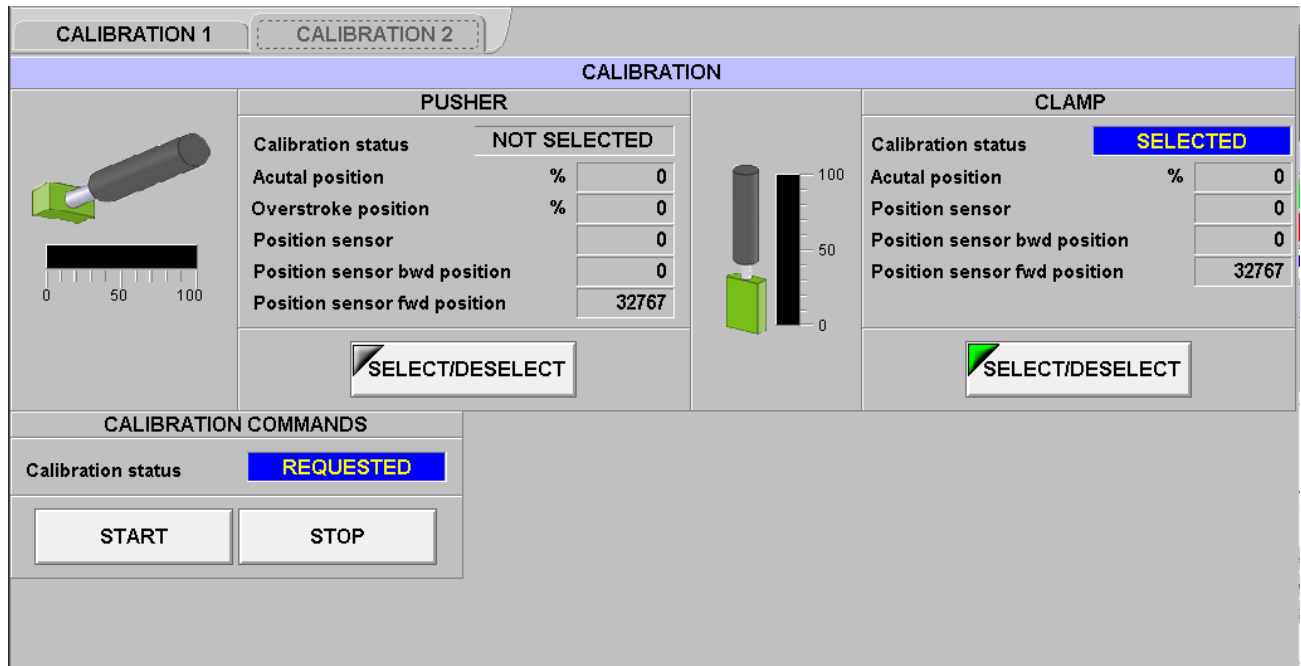 CALIBRATION 1 CALIBRATION 2
CALIBRATION
PUSHER
Calibration status NOT SELECTED
Acutal position % 0
Overstroke position % 0
Position sensor 0
Position sensor bwd position 0
Position sensor fwd position 32767
0 50 100
SELECT/DESELECT
100
50
0
CLAMP
Calibration status SELECTED
Acutal position % 0
Position sensor 0
Position sensor bwd position 0
Position sensor fwd position 32767
SELECT/DESELECT
CALIBRATION COMMANDS
Calibration status REQUESTED
START STOP